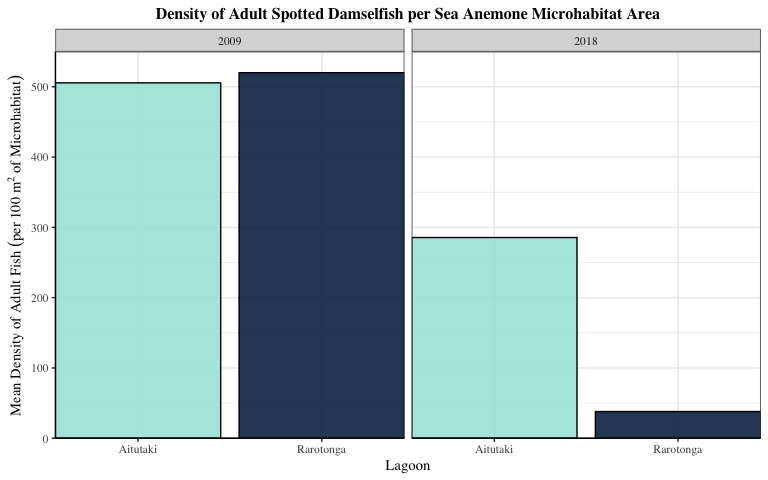 Density of Adult Spotted Damselfish per Sea Anemone Microhabitat Area
2009
2018
Mean Density of Adult Fish (per 100 m² of Microhabitat)
500
400
300
200
100
0
Aitutaki
Rarotonga
Aitutaki
Rarotonga
Lagoon